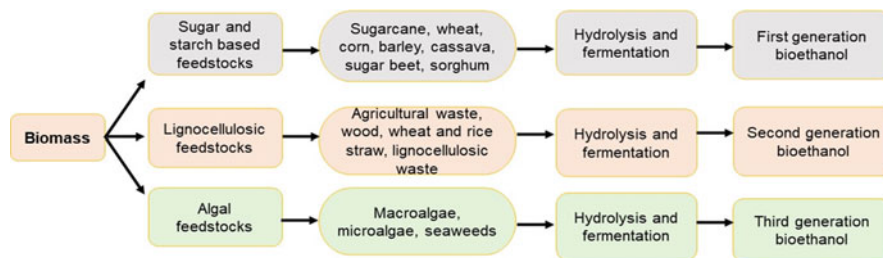 Sugar and
starch based
feedstocks
Sugarcane, wheat,
corn, barley, cassava,
sugar beet, sorghum
Hydrolysis and
fermentation
First generation
bioethanol
Biomass
Lignocellulosic
feedstocks
Agricultural waste,
wood, wheat and rice
straw, lignocellulosic
waste
Hydrolysis and
fermentation
Second generation
bioethanol
Algal
feedstocks
Macroalgae,
microalgae, seaweeds
Hydrolysis and
fermentation
Third generation
bioethanol